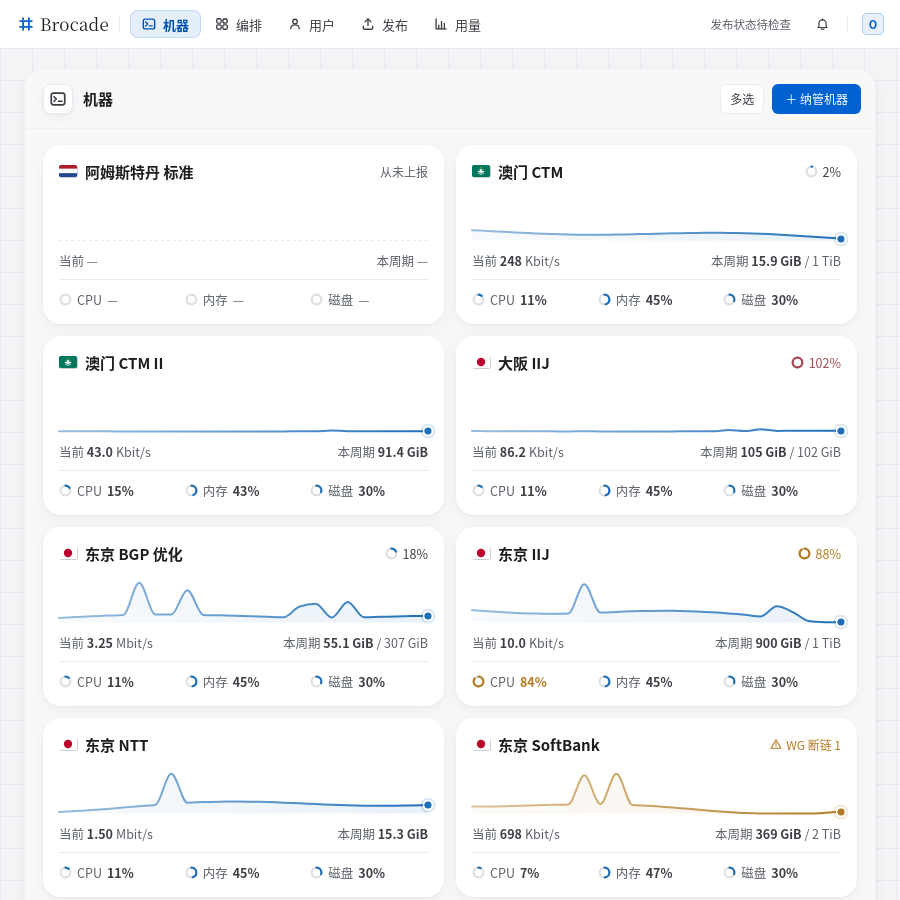 Brocade 机器 编排 用户 发布 用量 发布状态待检查 O
机器 多选 + 纳管机器
阿姆斯特丹 标准 从未上报
当前 — 本周期 —
CPU — 内存 — 磁盘 —
澳门 CTM 2%
当前 248 Kbit/s 本周期 15.9 GiB / 1 TiB
CPU 11% 内存 45% 磁盘 30%
澳门 CTM II
当前 43.0 Kbit/s 本周期 91.4 GiB
CPU 15% 内存 43% 磁盘 30%
大阪 IIJ 102%
当前 86.2 Kbit/s 本周期 105 GiB / 102 GiB
CPU 11% 内存 45% 磁盘 30%
东京 BGP 优化 18%
当前 3.25 Mbit/s 本周期 55.1 GiB / 307 GiB
CPU 11% 内存 45% 磁盘 30%
东京 IIJ 88%
当前 10.0 Kbit/s 本周期 900 GiB / 1 TiB
CPU 84% 内存 45% 磁盘 30%
东京 NTT
当前 1.50 Mbit/s 本周期 15.3 GiB
CPU 11% 内存 45% 磁盘 30%
东京 SoftBank WG 断链 1
当前 698 Kbit/s 本周期 369 GiB / 2 TiB
CPU 7% 内存 47% 磁盘 30%